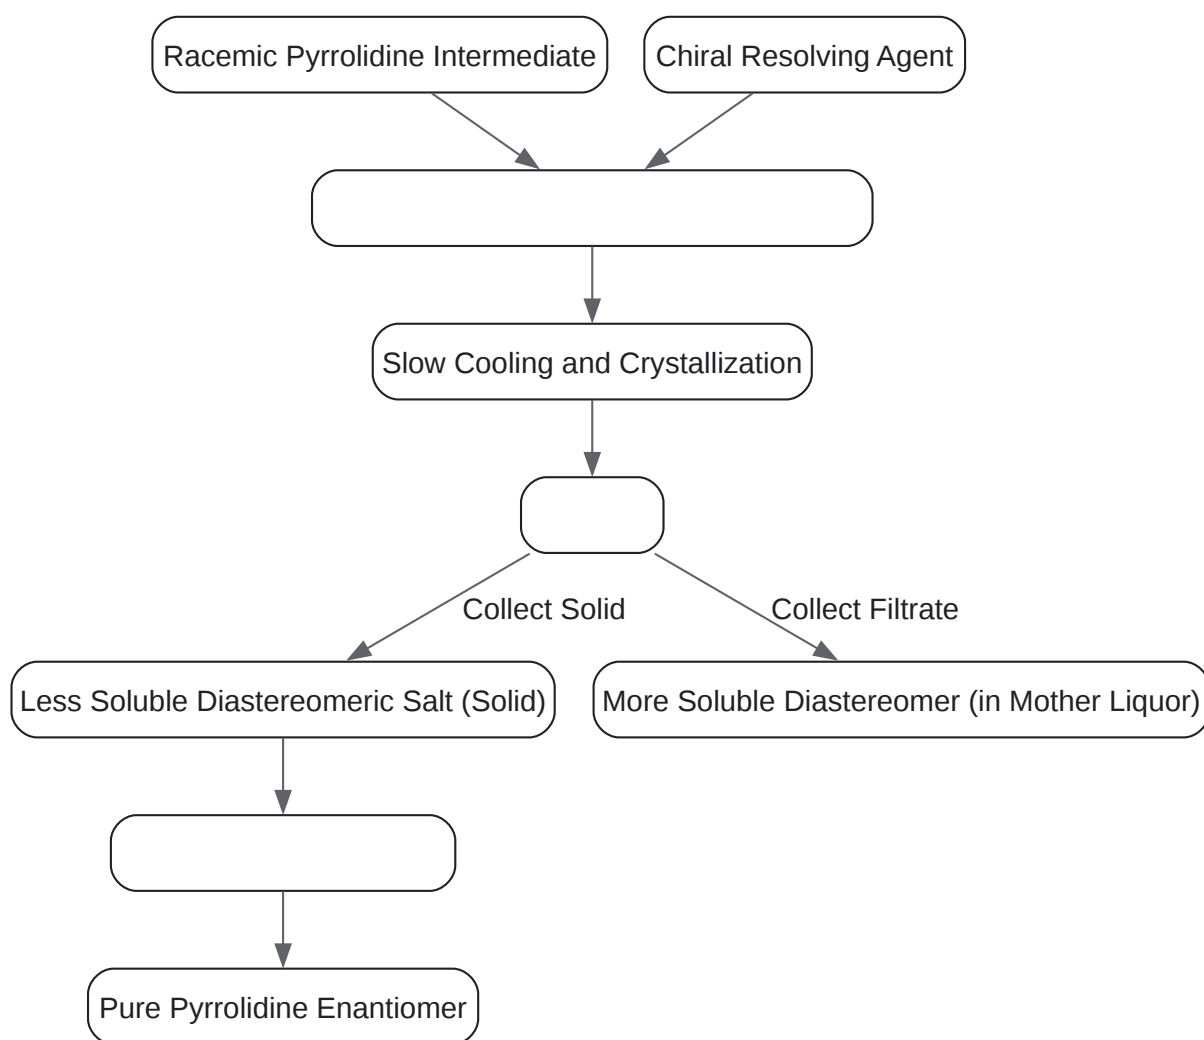 Racemic Pyrrolidine Intermediate
Chiral Resolving Agent
Slow Cooling and Crystallization
Collect Solid
Collect Filtrate
Less Soluble Diastereomeric Salt (Solid)
More Soluble Diastereomer (in Mother Liquor)
Pure Pyrrolidine Enantiomer